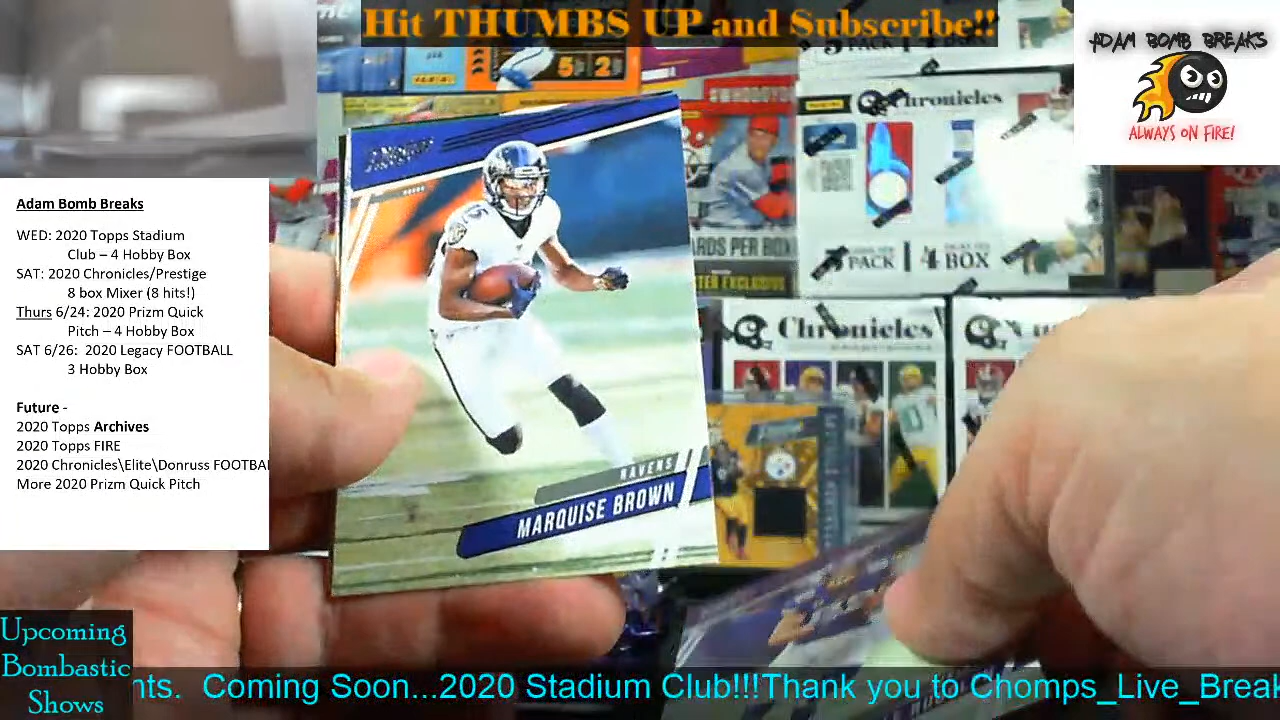 Hit THUMBS UP and Subscribe!!
ADAM BOMB BREAKS
ALWAYS ON FIRE!
Adam Bomb Breaks
WED: 2020 Topps Stadium
Club – 4 Hobby Box
SAT: 2020 Chronicles/Prestige
8 box Mixer (8 hits!)
Thurs 6/24: 2020 Prizm Quick
Pitch – 4 Hobby Box
SAT 6/26: 2020 Legacy FOOTBALL
3 Hobby Box
Future -
2020 Topps Archives
2020 Topps FIRE
2020 Chronicles\Elite\Donruss FOOTBAL
More 2020 Prizm Quick Pitch
Upcoming
Bombastic
Shows
nts. Coming Soon...2020 Stadium Club!!!Thank you to Chomps_Live_Break
RAVENS
MARQUISE BROWN
Chronicles
PACK | 4 BOX
Chronicles
ARDS PER BOX